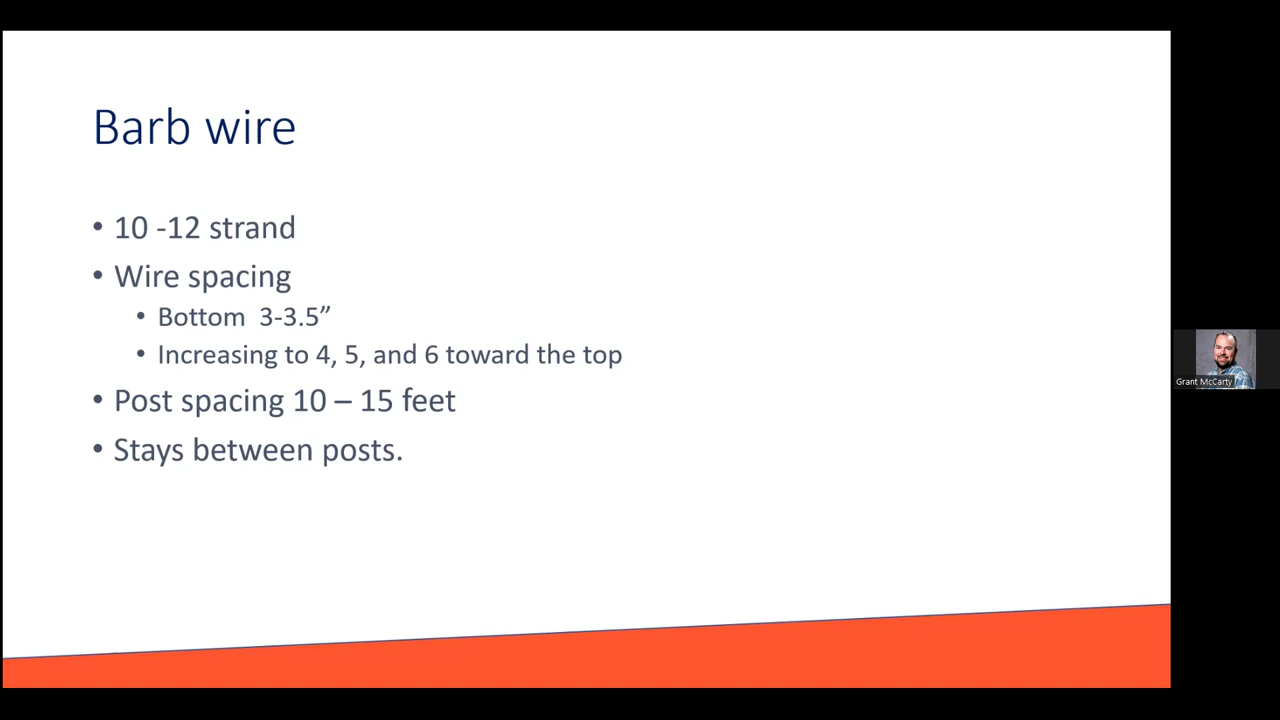 Barb wire
• 10 -12 strand
• Wire spacing
• Bottom  3-3.5”
• Increasing to 4, 5, and 6 toward the top
• Post spacing 10 – 15 feet
• Stays between posts.
Grant McCarty